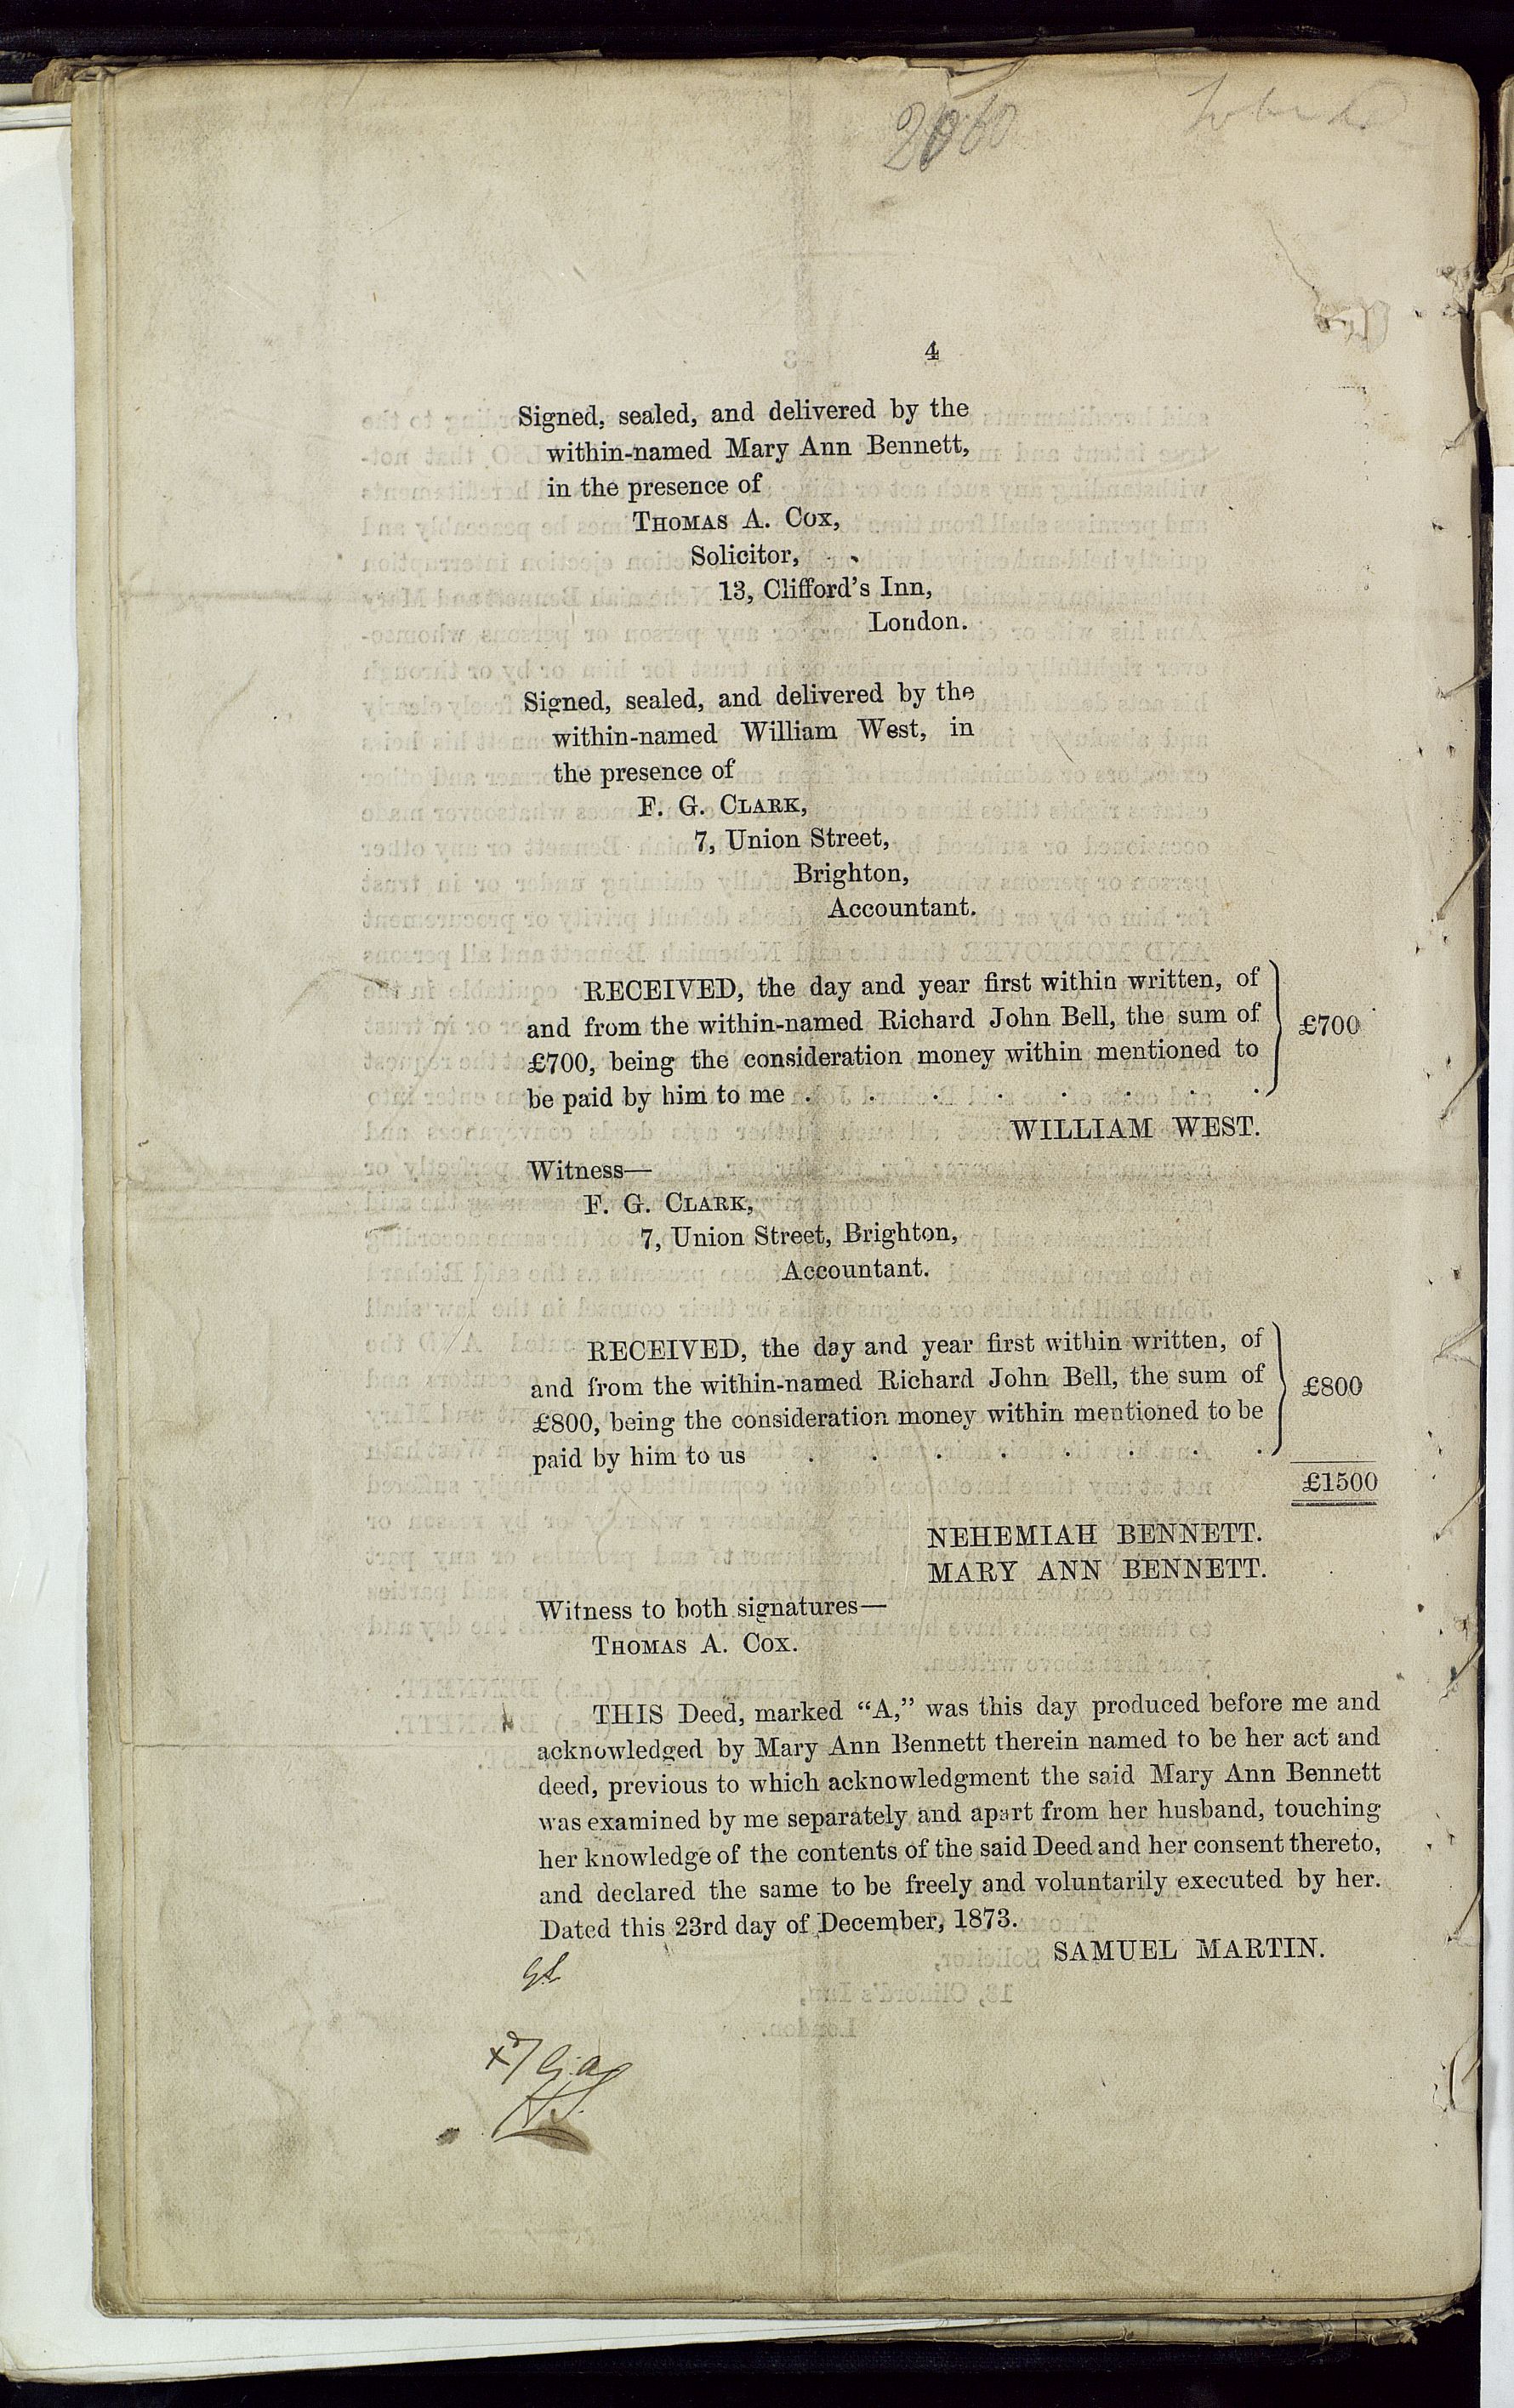 2060
4
Signed, sealed, and delivered by the
within-named Mary Ann Bennett,
in the presence of
THOMAS A. COX,
Solicitor,
13, Clifford's Inn,
London.
Signed, sealed, and delivered by the
within-named William West, in
the presence of
F. G. CLARK,
7, Union Street,
Brighton,
Accountant.
RECEIVED, the day and year first within written, of
and from the within-named Richard John Bell, the sum of
£700, being the consideration money within mentioned to
be paid by him to me . . . . . . . .
£700
WILLIAM WEST.
Witness—
F. G. CLARK,
7, Union Street, Brighton,
Accountant.
RECEIVED, the day and year first within written, of
and from the within-named Richard John Bell, the sum of
£800, being the consideration money within mentioned to be
paid by him to us . . . . . . . .
£800
£1500
NEHEMIAH BENNETT.
MARY ANN BENNETT.
Witness to both signatures—
THOMAS A. COX.
THIS Deed, marked “A,” was this day produced before me and
acknowledged by Mary Ann Bennett therein named to be her act and
deed, previous to which acknowledgment the said Mary Ann Bennett
was examined by me separately and apart from her husband, touching
her knowledge of the contents of the said Deed and her consent thereto,
and declared the same to be freely and voluntarily executed by her.
Dated this 23rd day of December, 1873.
SAMUEL MARTIN.